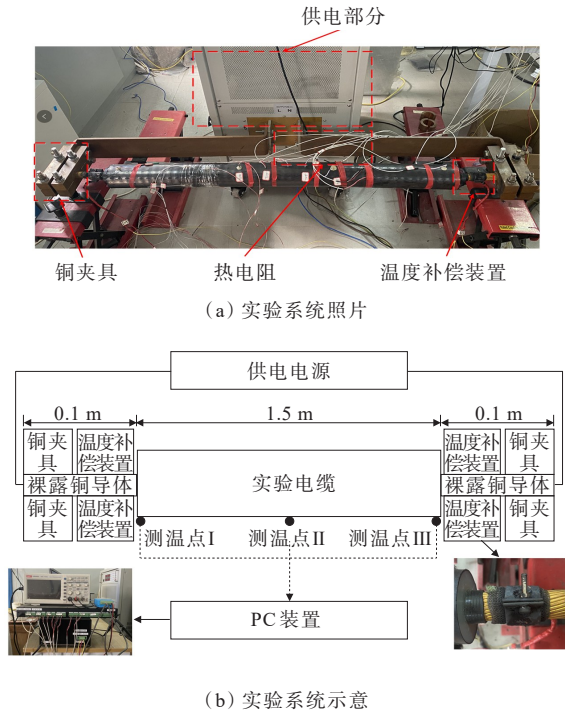 供电部分
L N
铜夹具
热电阻
温度补偿装置
(a)实验系统照片
供电电源
0.1 m
1.5 m
0.1 m
铜夹
具
温度补
偿装置
实验电缆
温度补
偿装置
铜夹
具
裸露铜导体
裸露铜导体
铜夹
具
温度补
偿装置
温度补
偿装置
铜夹
具
测温点I
测温点II
测温点III
PC装置
(b)实验系统示意